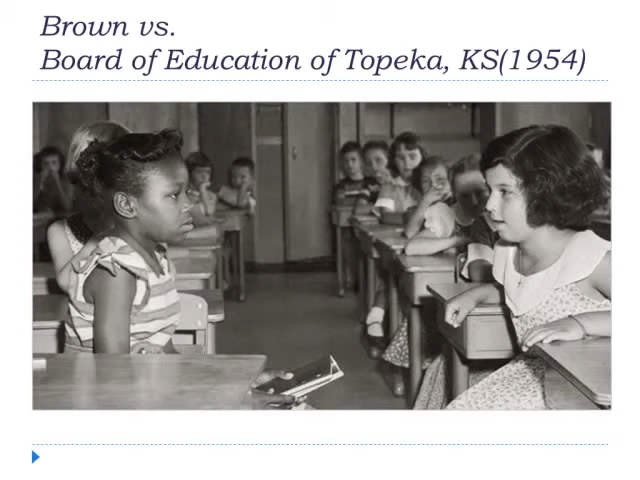 Brown vs.
Board of Education of Topeka, KS(1954)